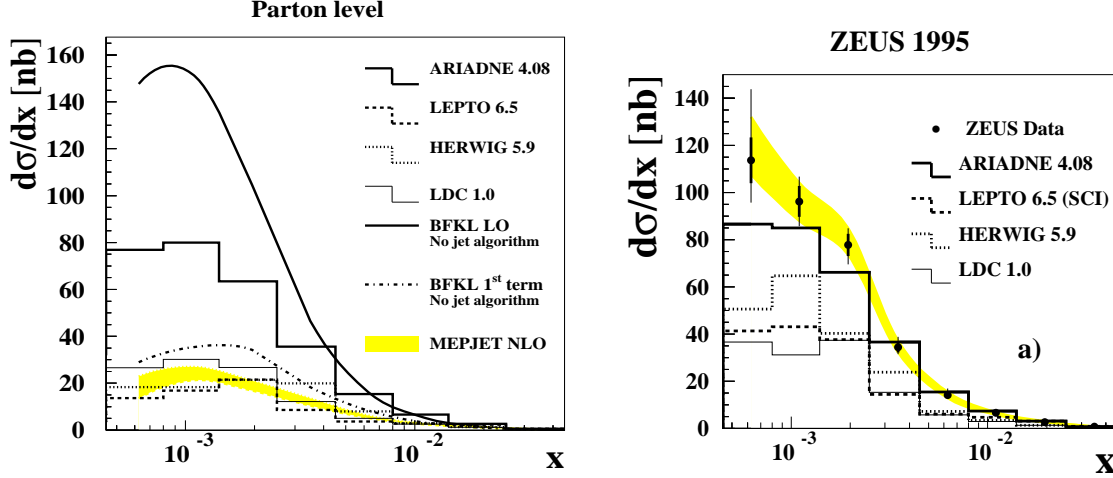 Parton level
dσ/dx [nb]
160
140
120
100
80
60
40
20
0
ARIADNE 4.08
LEPTO 6.5
HERWIG 5.9
LDC 1.0
BFKL LO
No jet algorithm
BFKL 1st term
No jet algorithm
MEPJET NLO
10-3
10-2
x
ZEUS 1995
dσ/dx [nb]
140
120
100
80
60
40
20
0
ZEUS Data
ARIADNE 4.08
LEPTO 6.5 (SCI)
HERWIG 5.9
LDC 1.0
a)
10-3
10-2
x